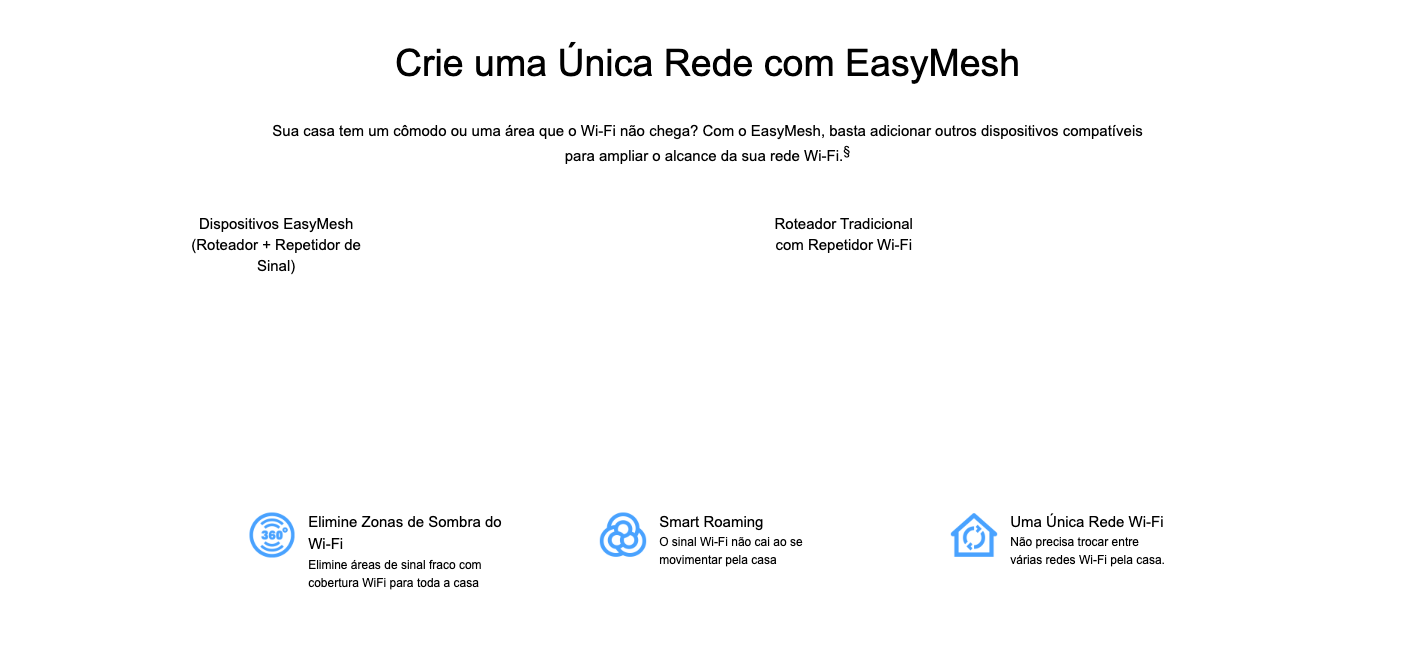 Crie uma Única Rede com EasyMesh
Sua casa tem um cômodo ou uma área que o Wi-Fi não chega? Com o EasyMesh, basta adicionar outros dispositivos compatíveis
para ampliar o alcance da sua rede Wi-Fi.§
Dispositivos EasyMesh
(Roteador + Repetidor de
Sinal)
Roteador Tradicional
com Repetidor Wi-Fi
360°
Elimine Zonas de Sombra do
Wi-Fi
Elimine áreas de sinal fraco com
cobertura WiFi para toda a casa
Smart Roaming
O sinal Wi-Fi não cai ao se
movimentar pela casa
Uma Única Rede Wi-Fi
Não precisa trocar entre
várias redes Wi-Fi pela casa.